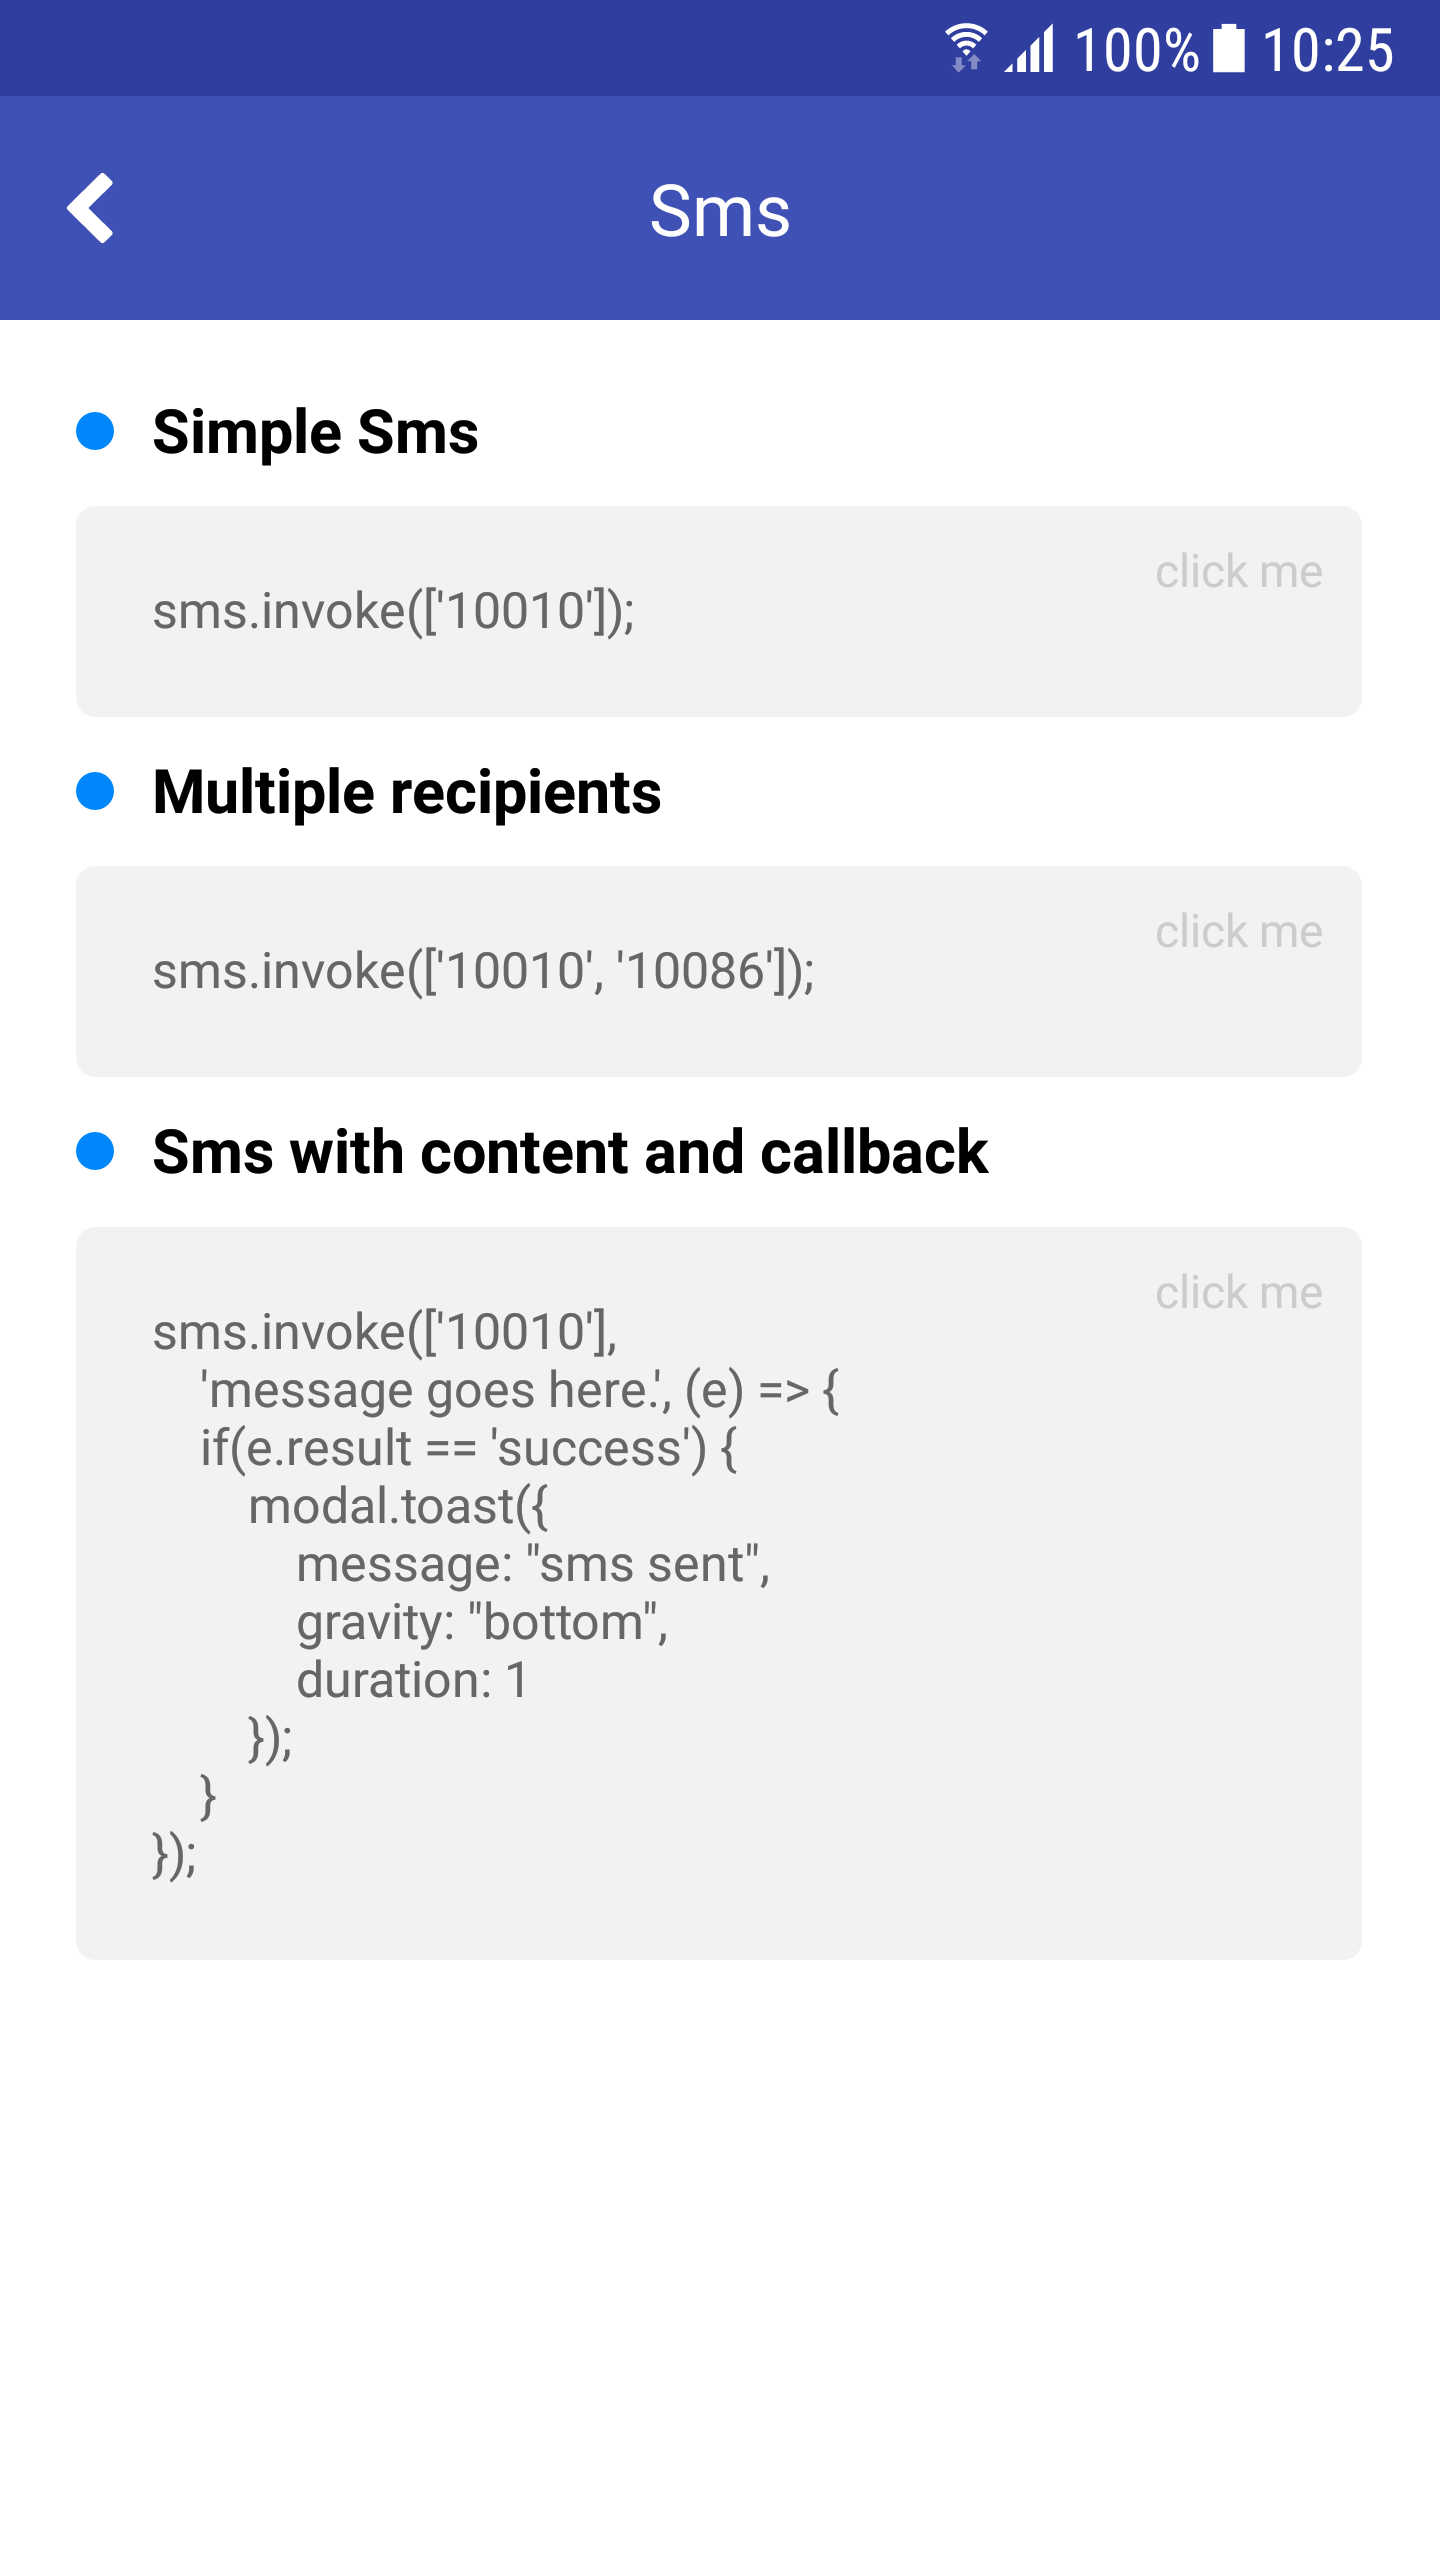 100% 10:25
Sms
Simple Sms
click me
sms.invoke(['10010']);
Multiple recipients
click me
sms.invoke(['10010', '10086']);
Sms with content and callback
click me
sms.invoke(['10010'],
    'message goes here.', (e) => {
    if(e.result == 'success') {
        modal.toast({
            message: "sms sent",
            gravity: "bottom",
            duration: 1
        });
    }
});